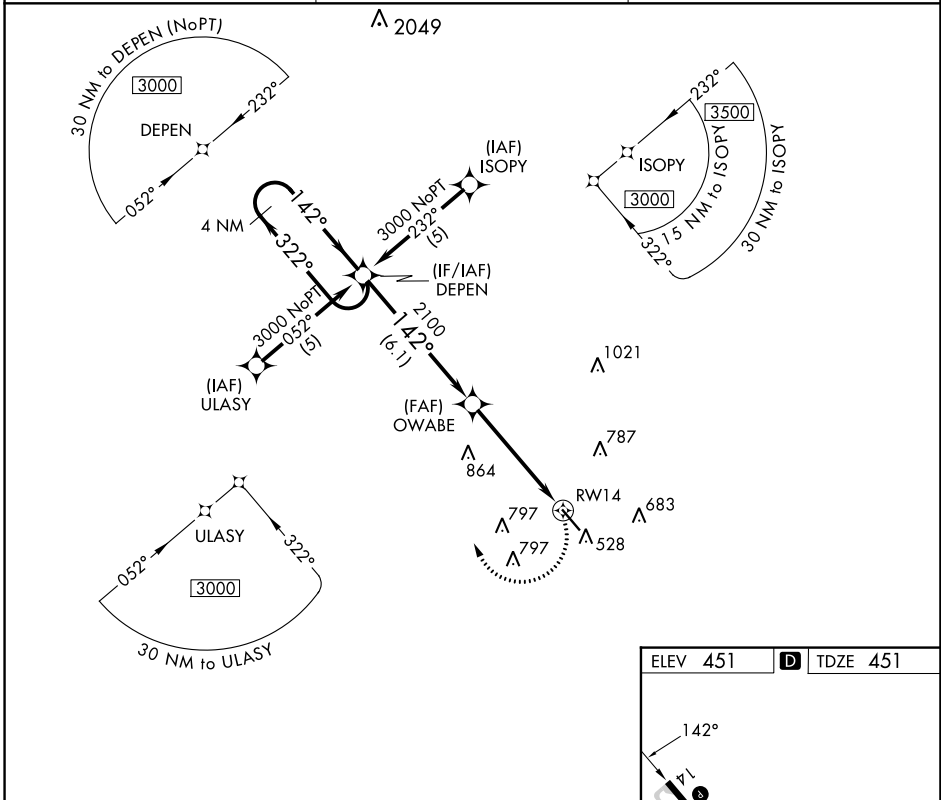 2049
30 NM to DEPEN (NoPT)
3000
232°
DEPEN
052°
232°
3500
ISOPY
3000
322°
15 NM to ISOPY
30 NM to ISOPY
(IAF)
ISOPY
3000 NoPT
232°
(5)
142°
4 NM
322°
(IF/IAF)
DEPEN
3000 NoPT
052°
(5)
2100
142°
(6.1)
(IAF)
ULASY
1021
(FAF)
OWABE
787
864
RW14
683
797
528
797
ULASY
052°
322°
3000
30 NM to ULASY
ELEV 451
D
TDZE 451
142°
14
P